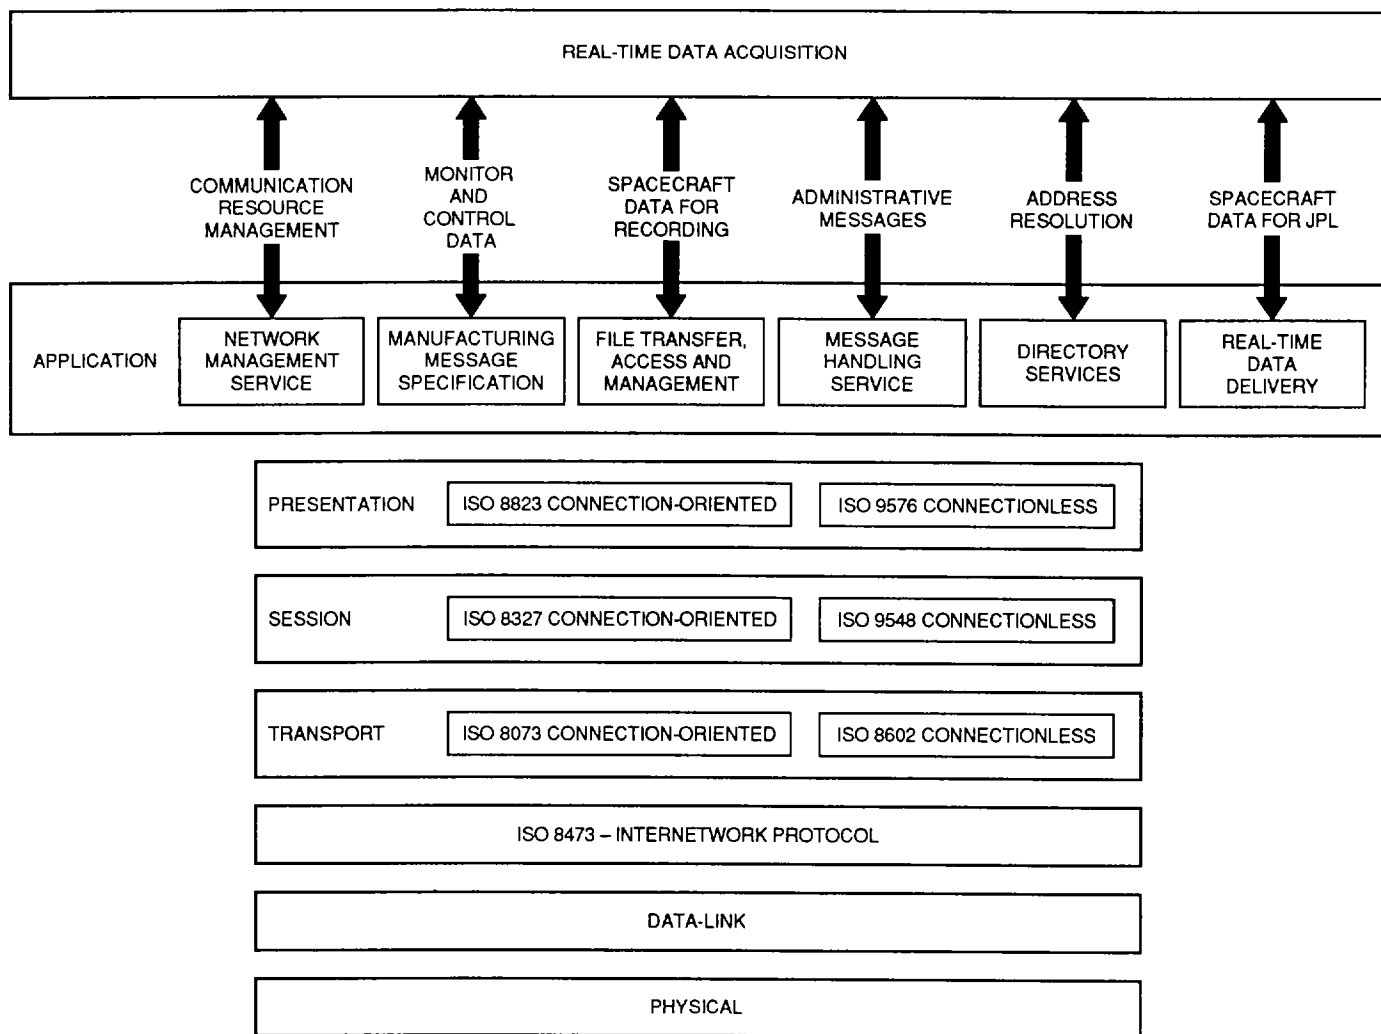 REAL-TIME DATA ACQUISITION
COMMUNICATION
RESOURCE
MANAGEMENT
MONITOR
AND
CONTROL
DATA
SPACECRAFT
DATA FOR
RECORDING
ADMINISTRATIVE
MESSAGES
ADDRESS
RESOLUTION
SPACECRAFT
DATA FOR JPL
APPLICATION
NETWORK
MANAGEMENT
SERVICE
MANUFACTURING
MESSAGE
SPECIFICATION
FILE TRANSFER,
ACCESS AND
MANAGEMENT
MESSAGE
HANDLING
SERVICE
DIRECTORY
SERVICES
REAL-TIME
DATA
DELIVERY
PRESENTATION
ISO 8823 CONNECTION-ORIENTED
ISO 9576 CONNECTIONLESS
SESSION
ISO 8327 CONNECTION-ORIENTED
ISO 9548 CONNECTIONLESS
TRANSPORT
ISO 8073 CONNECTION-ORIENTED
ISO 8602 CONNECTIONLESS
ISO 8473 – INTERNETWORK PROTOCOL
DATA-LINK
PHYSICAL